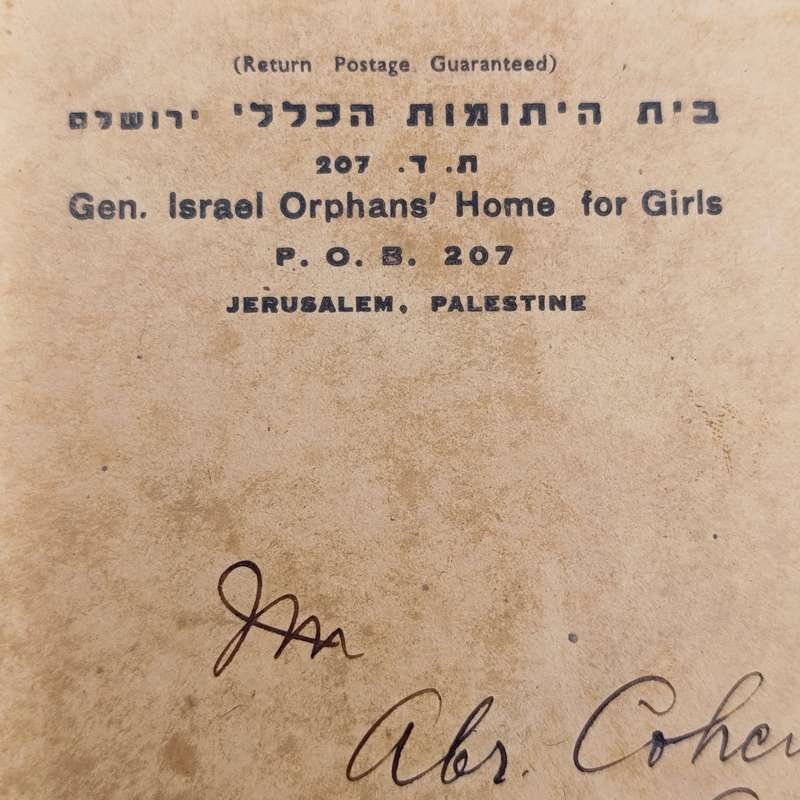 (Return Postage Guaranteed)
בית היתומות הכללי ירושלם
ת. ד. 207
Gen. Israel Orphans' Home for Girls
P. O. B. 207
JERUSALEM, PALESTINE
Abr. Cohen